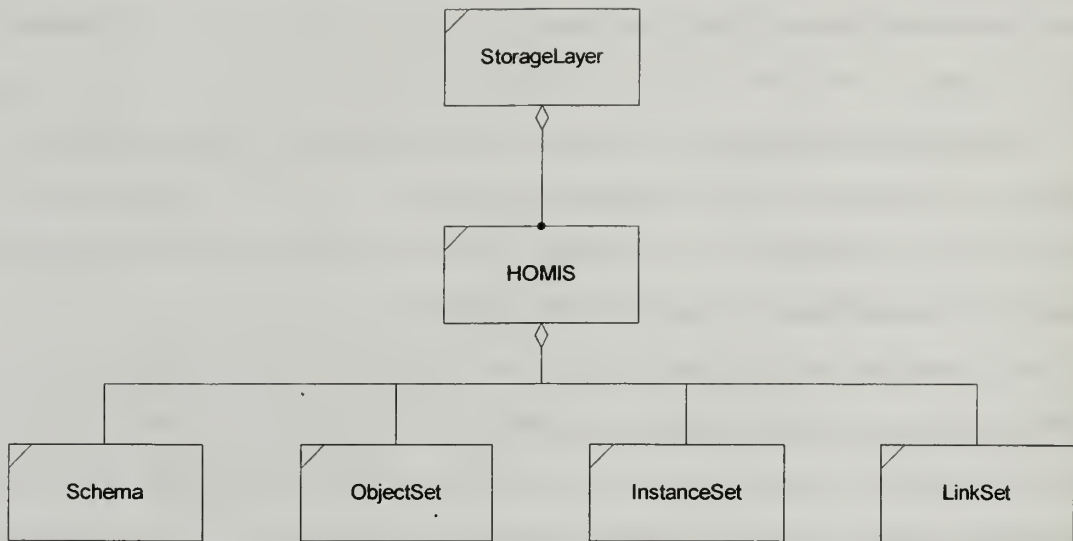 StorageLayer
HOMIS
Schema
ObjectSet
InstanceSet
LinkSet